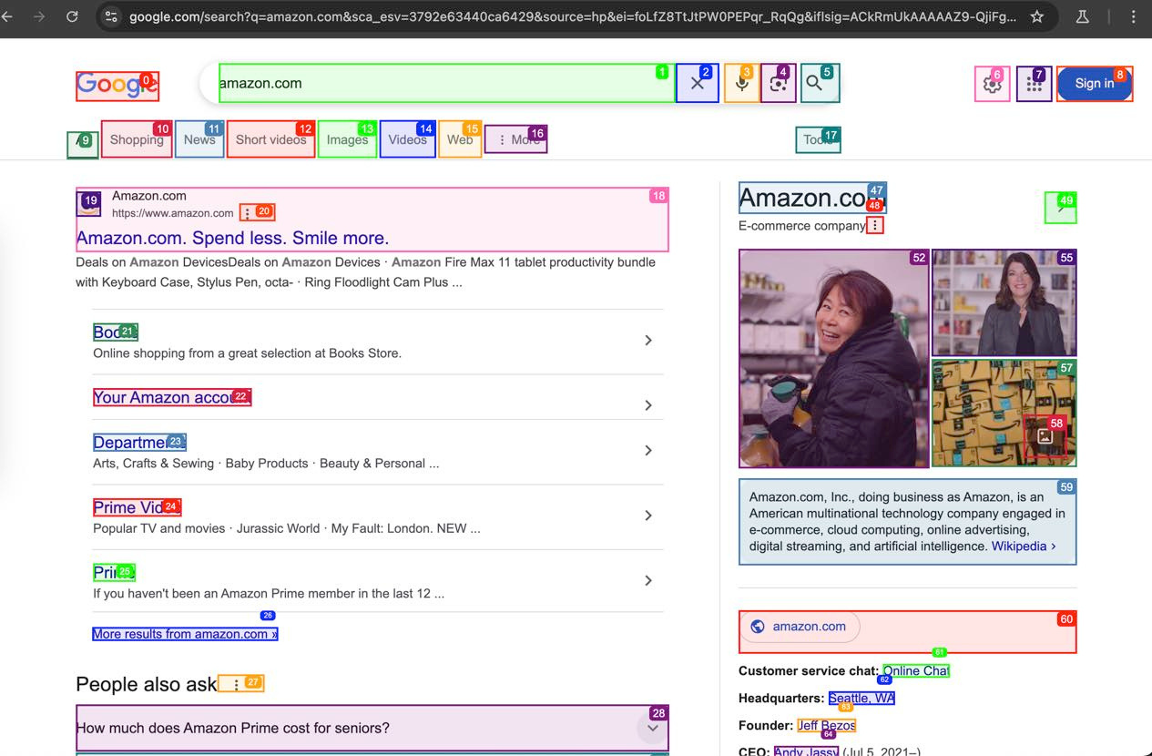 google.com/search?q=amazon.com&sca_esv=3792e63440ca6429&source=hp&ei=foLfZ8TtJtPW0PEPqr_RqQg&iflsig=ACkRmUkAAAAAZ9-QjiFg...
Google 0
amazon.com 1 2 3 4 5 6 7 Sign in 8
9 Shopping 10 News 11 Short videos 12 Images 13 Videos 14 Web 15 More 16 Tools 17
19 Amazon.com 18
https://www.amazon.com 20
Amazon.com. Spend less. Smile more.
Deals on Amazon DevicesDeals on Amazon Devices · Amazon Fire Max 11 tablet productivity bundle
with Keyboard Case, Stylus Pen, octa- · Ring Floodlight Cam Plus ...
21
Online shopping from a great selection at Books Store.
Your Amazon account 22
Departments 23
Arts, Crafts & Sewing · Baby Products · Beauty & Personal ...
Prime Video 24
Popular TV and movies · Jurassic World · My Fault: London. NEW ...
Prime 25
If you haven't been an Amazon Prime member in the last 12 ...
26
More results from amazon.com »
People also ask 27
How much does Amazon Prime cost for seniors? 28
Amazon.com 47
48
E-commerce company
49
52 55
57
58
59
Amazon.com, Inc., doing business as Amazon, is an
American multinational technology company engaged in
e-commerce, cloud computing, online advertising,
digital streaming, and artificial intelligence. Wikipedia ›
60
amazon.com
61
Customer service chat: Online Chat
62
Headquarters: Seattle, WA
63
Founder: Jeff Bezos
64
CEO: Andy Jassy (Jul 5, 2021–)